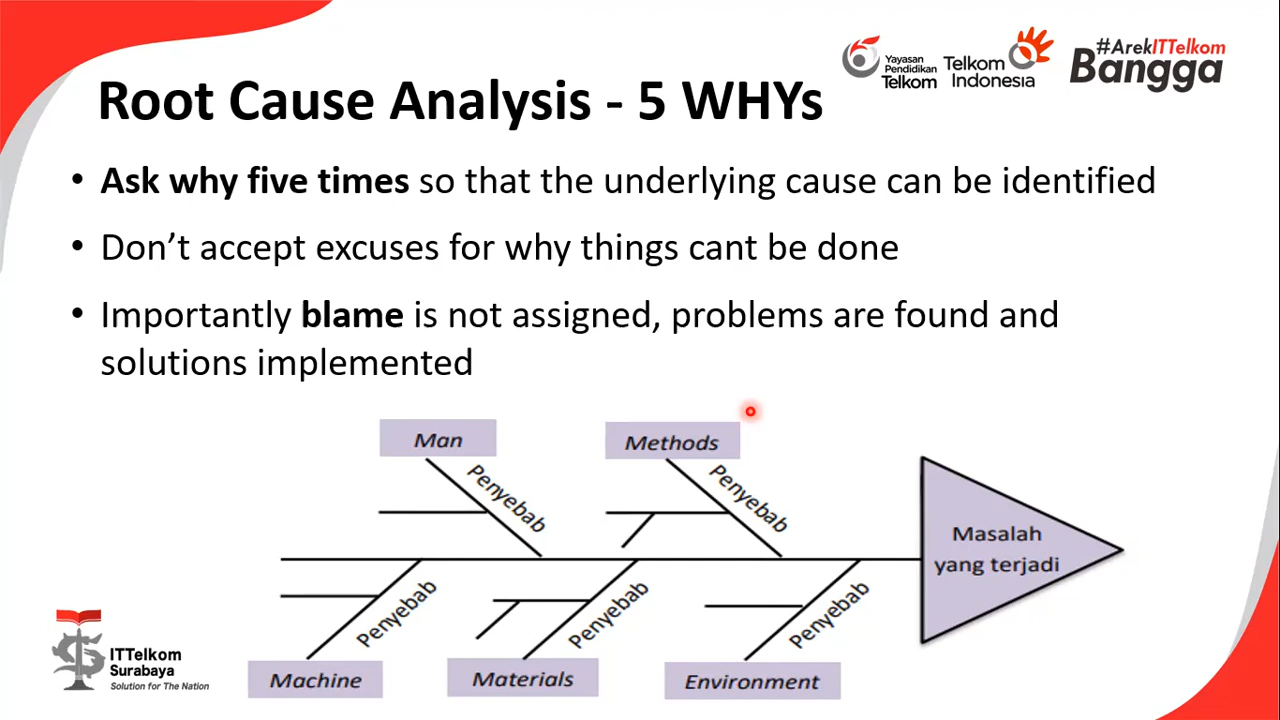 Yayasan
Pendidikan
Telkom
Telkom
Indonesia
#ArekITTelkom
Bangga
Root Cause Analysis - 5 WHYs
• Ask why five times so that the underlying cause can be identified
• Don’t accept excuses for why things cant be done
• Importantly blame is not assigned, problems are found and
solutions implemented
Man
Methods
Penyebab
Penyebab
Masalah
yang terjadi
Penyebab
Penyebab
Penyebab
Machine
Materials
Environment
ITTelkom
Surabaya
Solution for The Nation